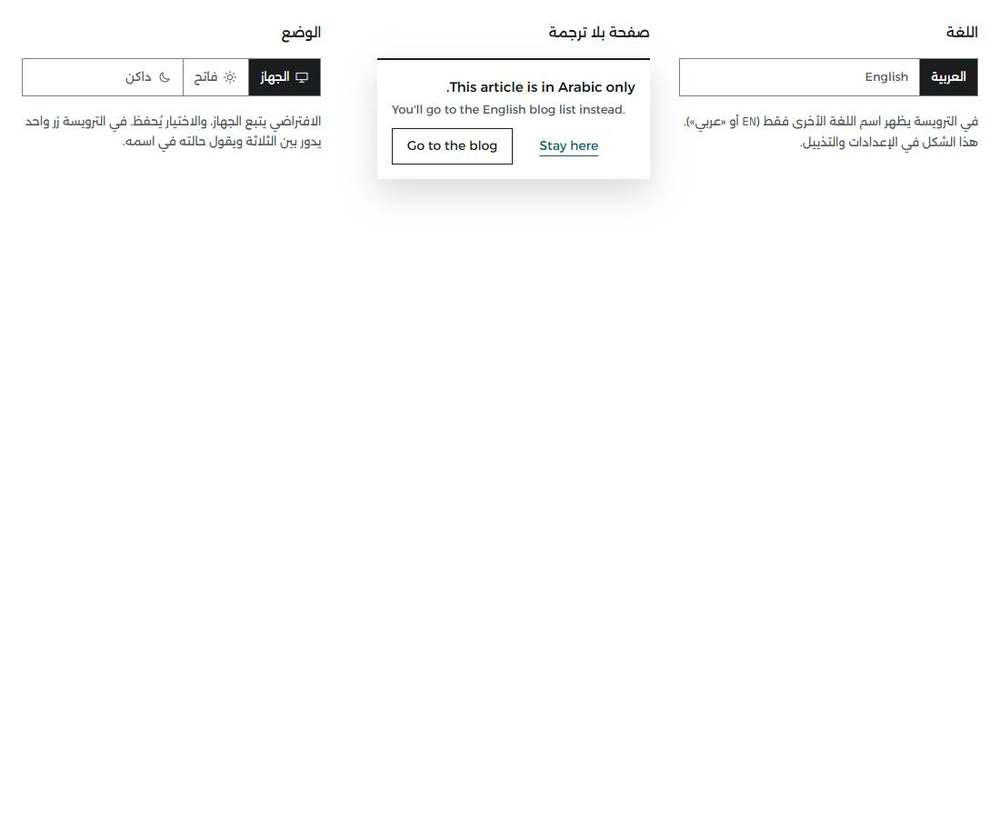 اللغة
العربية
English
في الترويسة يظهر اسم اللغة الأخرى فقط (EN أو «عربي»).
هذا الشكل في الإعدادات والتذييل.
صفحة بلا ترجمة
This article is in Arabic only.
You'll go to the English blog list instead.
Go to the blog
Stay here
الوضع
الجهاز
فاتح
داكن
الافتراضي يتبع الجهاز، والاختيار يُحفظ. في الترويسة زر واحد
يدور بين الثلاثة ويقول حالته في اسمه.